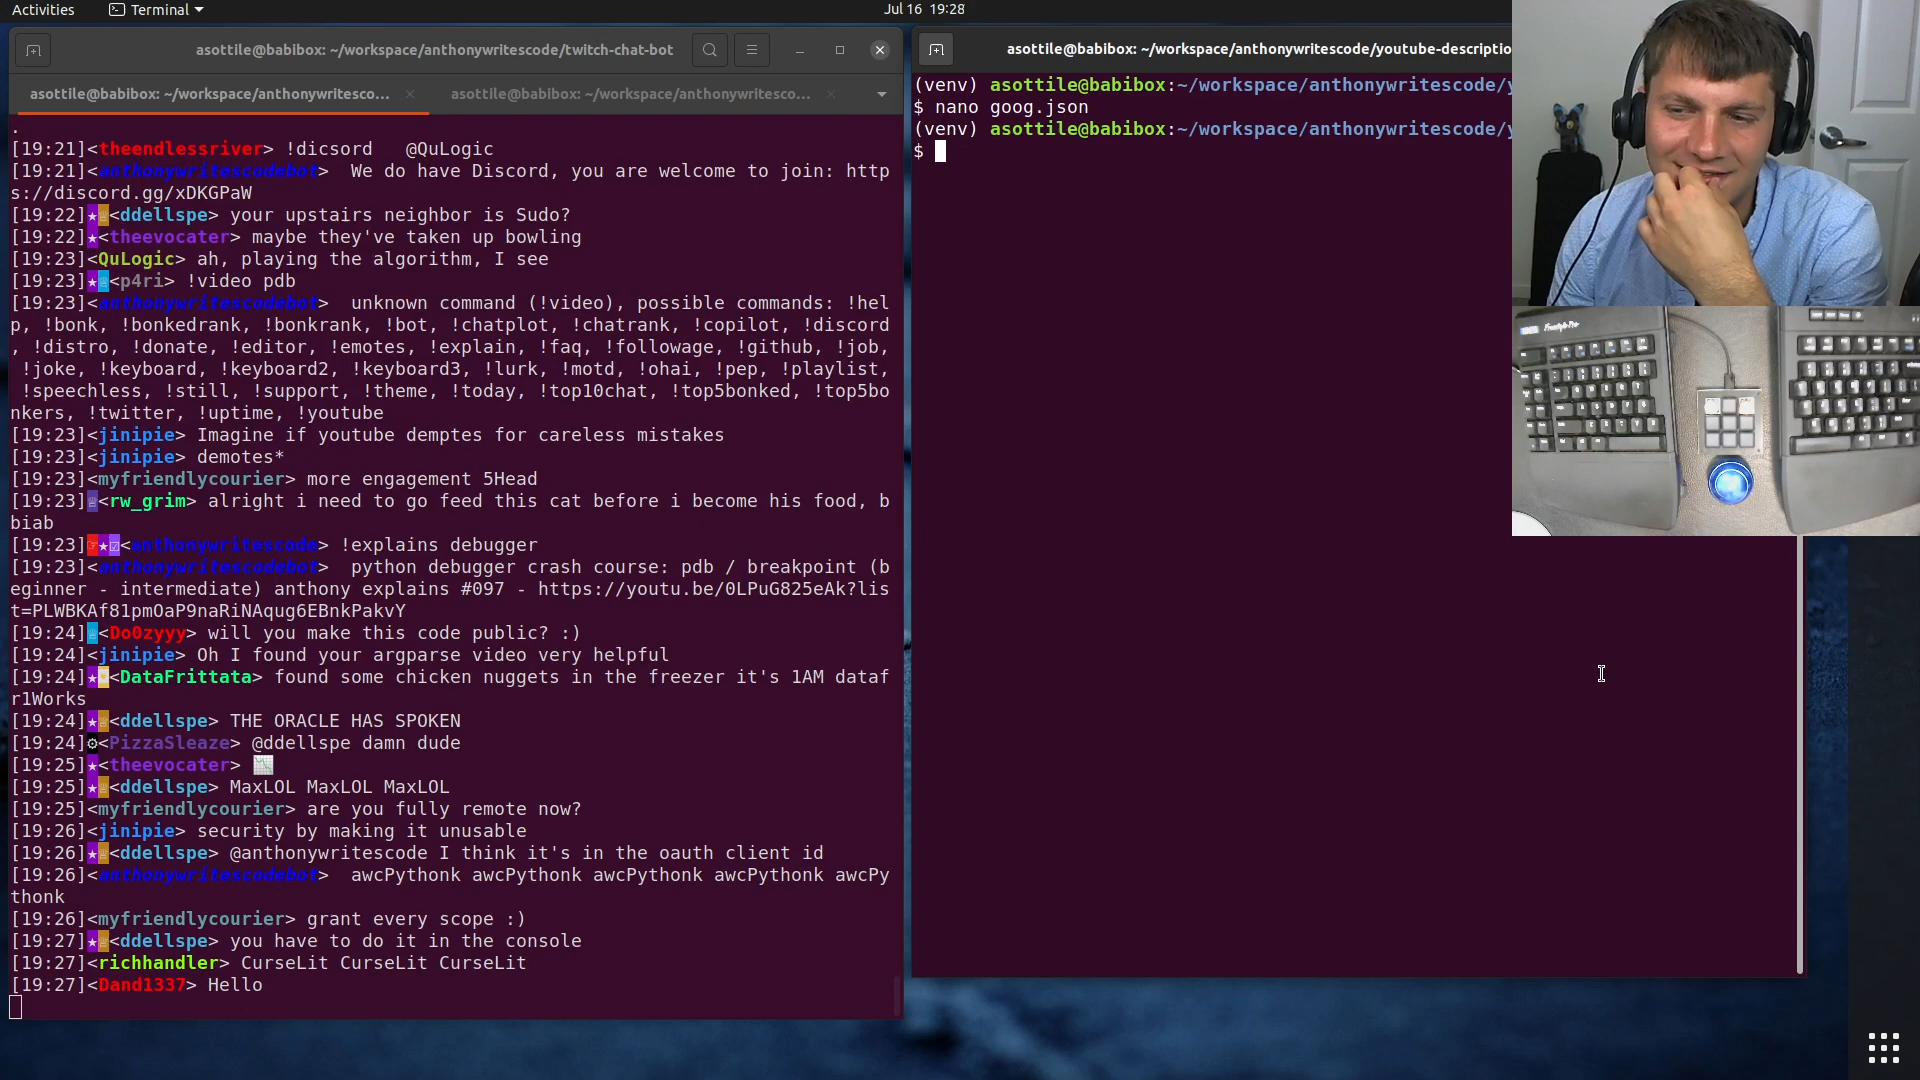 Activities
Terminal
Jul 16 19:28
asottile@babibox: ~/workspace/anthonywritescode/twitch-chat-bot
asottile@babibox: ~/workspace/anthonywritesco...
asottile@babibox: ~/workspace/anthonywritesco...
.
[19:21]<theendlessriver> !dicsord   @QuLogic
[19:21]<anthonywritescodebot>  We do have Discord, you are welcome to join: http
s://discord.gg/xDKGPaW
[19:22]★<ddellspe> your upstairs neighbor is Sudo?
[19:22]★<theevocater> maybe they've taken up bowling
[19:23]<QuLogic> ah, playing the algorithm, I see
[19:23]★<p4ri> !video pdb
[19:23]<anthonywritescodebot>  unknown command (!video), possible commands: !hel
p, !bonk, !bonkedrank, !bonkrank, !bot, !chatplot, !chatrank, !copilot, !discord
, !distro, !donate, !editor, !emotes, !explain, !faq, !followage, !github, !job,
!joke, !keyboard, !keyboard2, !keyboard3, !lurk, !motd, !ohai, !pep, !playlist,
!speechless, !still, !support, !theme, !today, !top10chat, !top5bonked, !top5bo
nkers, !twitter, !uptime, !youtube
[19:23]<jinipie> Imagine if youtube demptes for careless mistakes
[19:23]<jinipie> demotes*
[19:23]<myfriendlycourier> more engagement 5Head
[19:23]<rw_grim> alright i need to go feed this cat before i become his food, b
biab
[19:23]★<anthonywritescode> !explains debugger
[19:23]<anthonywritescodebot>  python debugger crash course: pdb / breakpoint (b
eginner - intermediate) anthony explains #097 - https://youtu.be/0LPuG825eAk?lis
t=PLWBKAf81pmOaP9naRiNAqug6EBnkPakvY
[19:24]<Do0zyyy> will you make this code public? :)
[19:24]<jinipie> Oh I found your argparse video very helpful
[19:24]★<DataFrittata> found some chicken nuggets in the freezer it's 1AM dataf
r1Works
[19:24]★<ddellspe> THE ORACLE HAS SPOKEN
[19:24]<PizzaSleaze> @ddellspe damn dude
[19:25]★<theevocater>
[19:25]★<ddellspe> MaxLOL MaxLOL MaxLOL
[19:25]<myfriendlycourier> are you fully remote now?
[19:26]<jinipie> security by making it unusable
[19:26]★<ddellspe> @anthonywritescode I think it's in the oauth client id
[19:26]<anthonywritescodebot>  awcPythonk awcPythonk awcPythonk awcPythonk awcPy
thonk
[19:26]<myfriendlycourier> grant every scope :)
[19:27]★<ddellspe> you have to do it in the console
[19:27]<richhandler> CurseLit CurseLit CurseLit
[19:27]<Dand1337> Hello
asottile@babibox: ~/workspace/anthonywritescode/youtube-descriptio
(venv) asottile@babibox:~/workspace/anthonywritescode/y
$ nano goog.json
(venv) asottile@babibox:~/workspace/anthonywritescode/y
$
Freestyle Pro